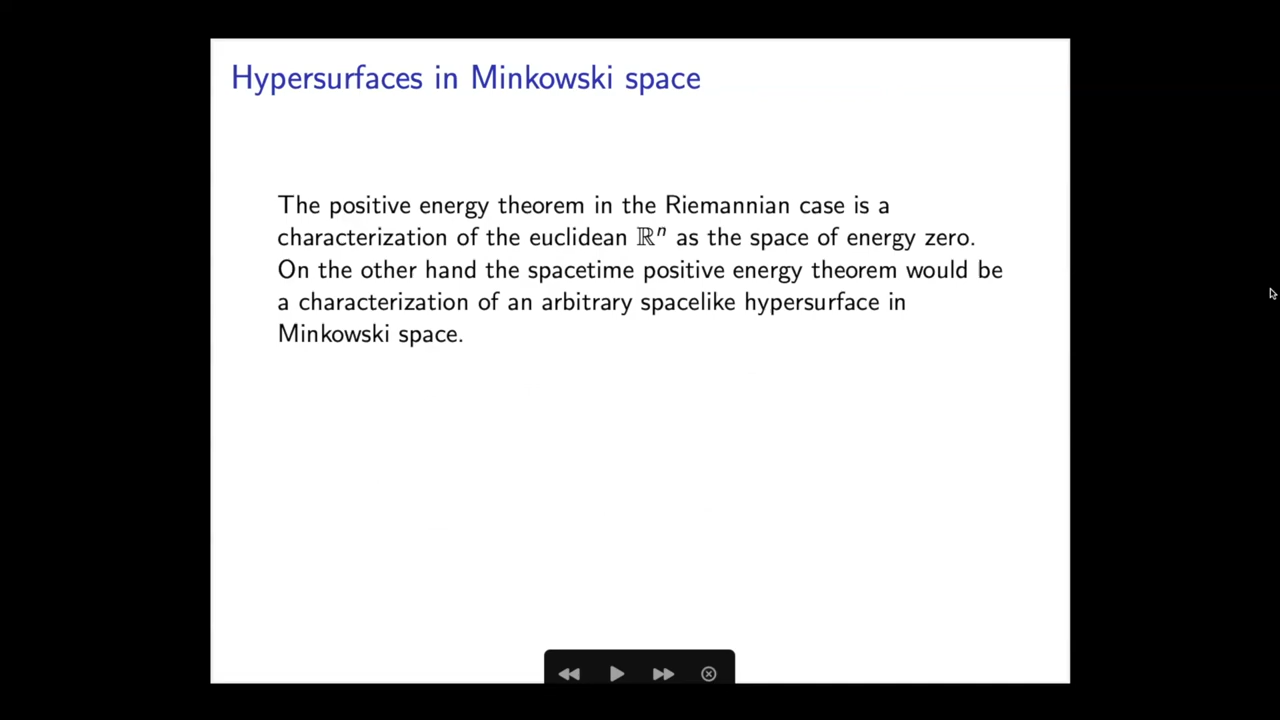 Hypersurfaces in Minkowski space
The positive energy theorem in the Riemannian case is a
characterization of the euclidean ℝⁿ as the space of energy zero.
On the other hand the spacetime positive energy theorem would be
a characterization of an arbitrary spacelike hypersurface in
Minkowski space.